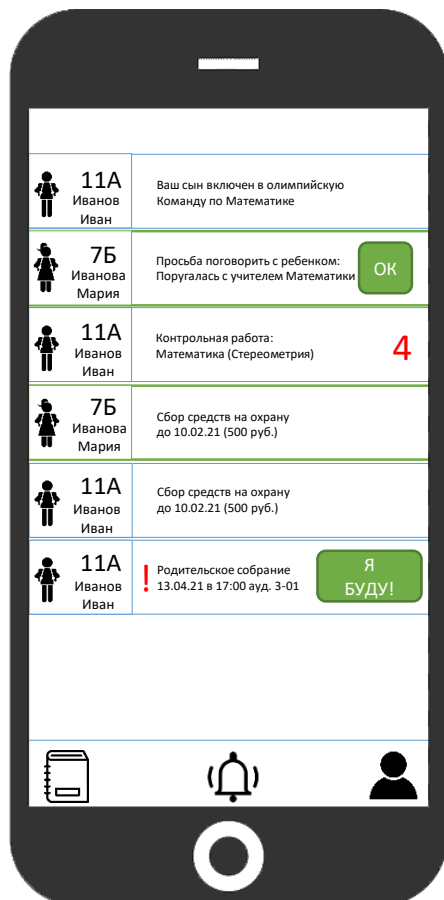 11А
Иванов
Иван
Ваш сын включен в олимпийскую
Команду по Математике
7Б
Иванова
Мария
Просьба поговорить с ребенком:
Поругалась с учителем Математики
ОК
11А
Иванов
Иван
Контрольная работа:
Математика (Стереометрия)
4
7Б
Иванова
Мария
Сбор средств на охрану
до 10.02.21 (500 руб.)
11А
Иванов
Иван
Сбор средств на охрану
до 10.02.21 (500 руб.)
11А
Иванов
Иван
!
Родительское собрание
13.04.21 в 17:00 ауд. 3-01
Я
БУДУ!